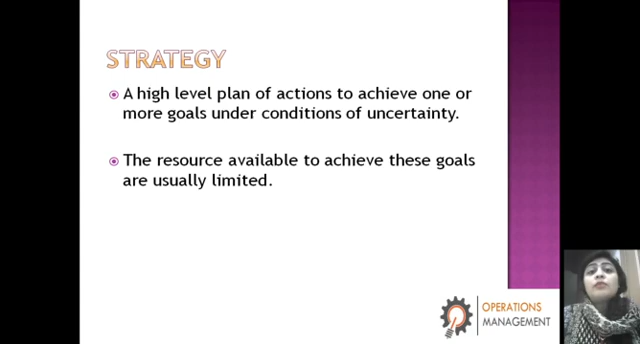 STRATEGY
A high level plan of actions to achieve one or
more goals under conditions of uncertainty.
The resource available to achieve these goals
are usually limited.
OPERATIONS
MANAGEMENT